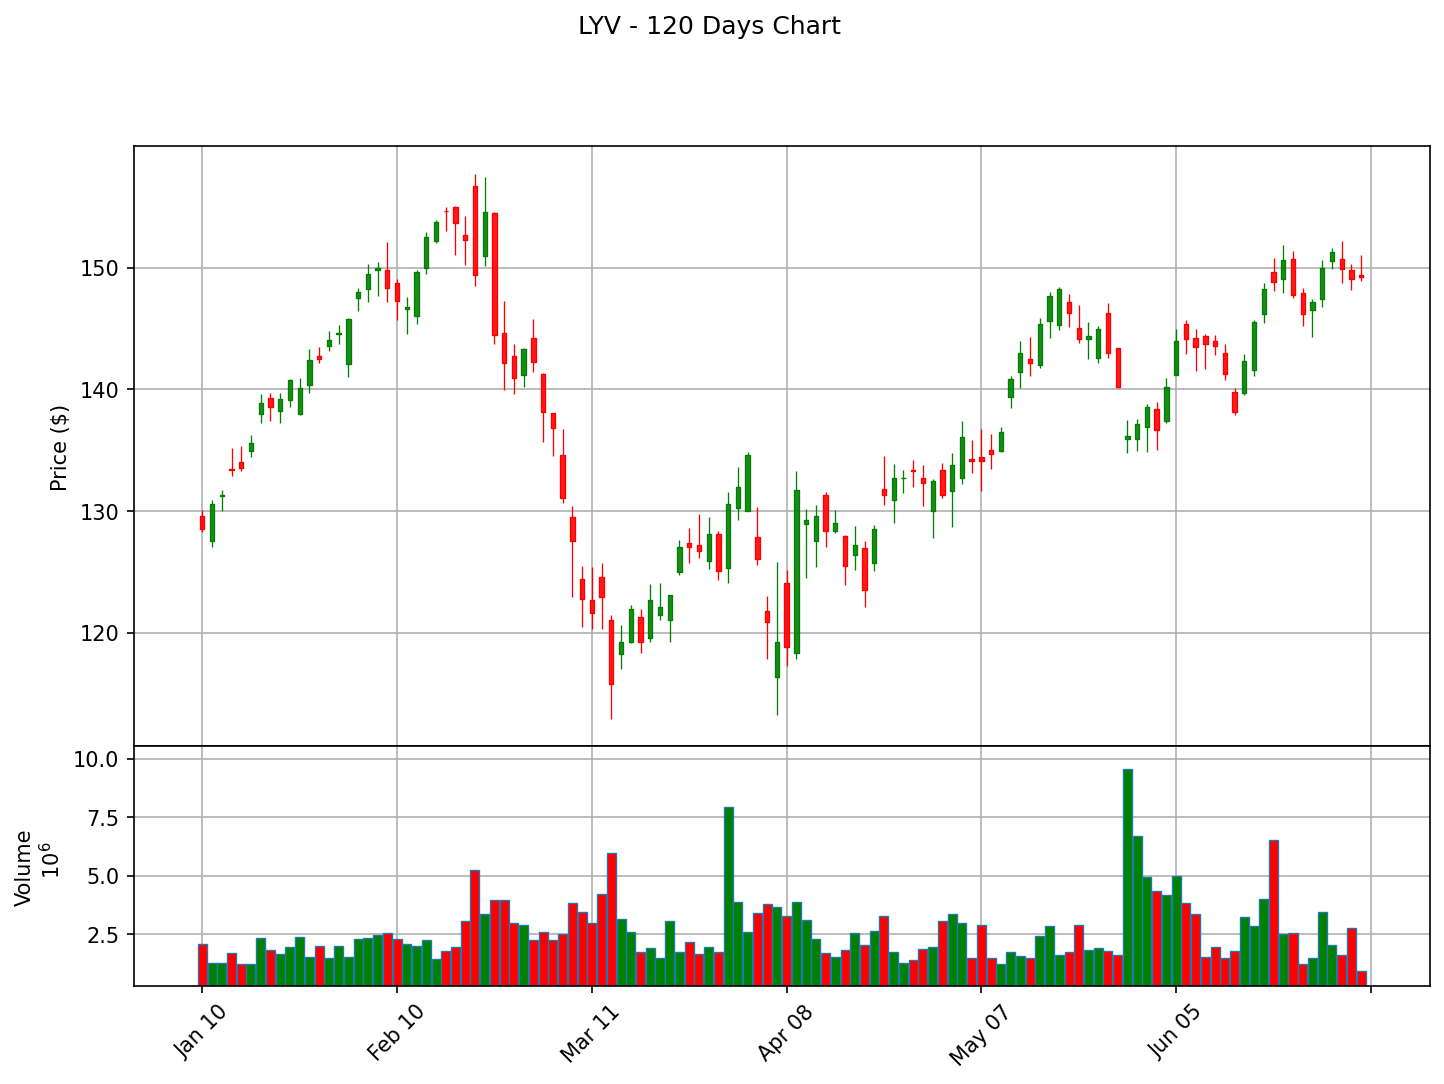 LYV - 120 Days Chart
Price ($)
150
140
130
120
Volume
10^6
10.0
7.5
5.0
2.5
Jan 10
Feb 10
Mar 11
Apr 08
May 07
Jun 05